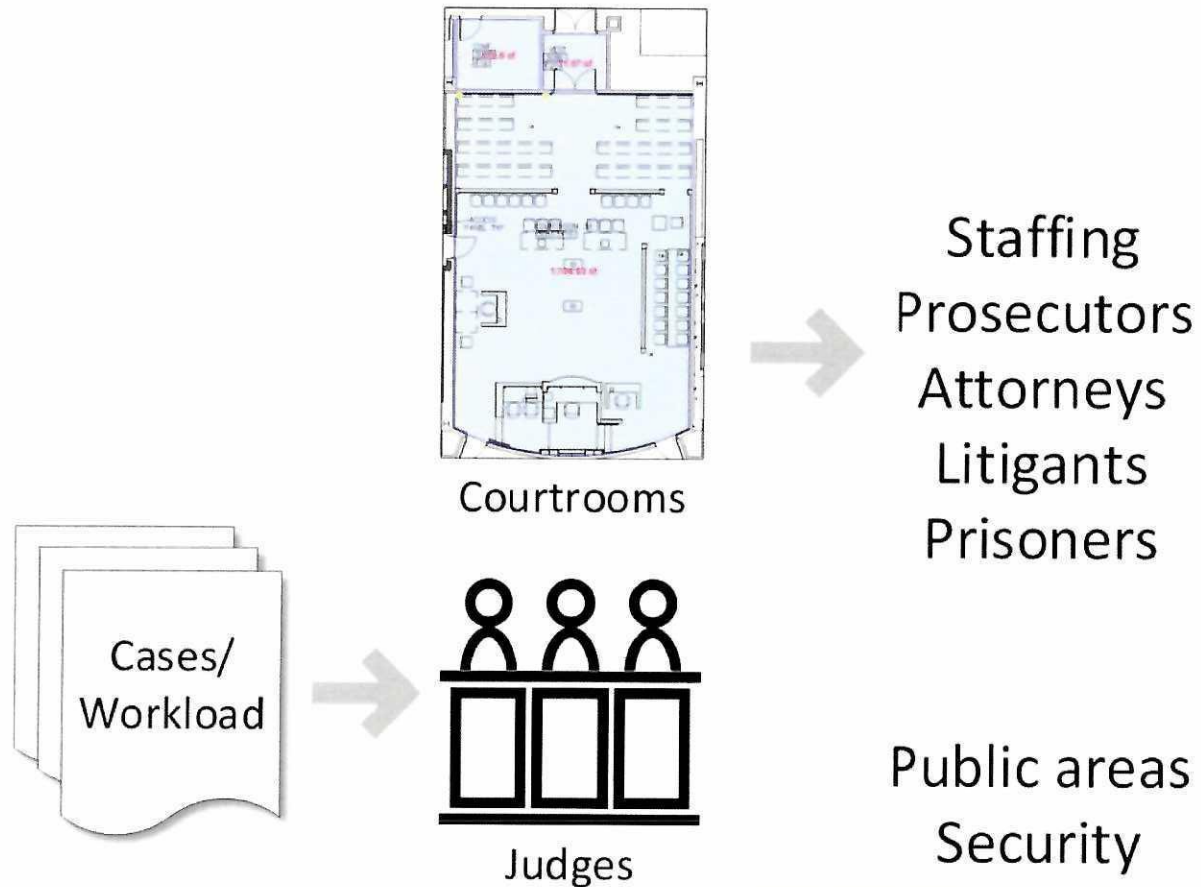 Courtrooms
Cases/
Workload
Judges
Staffing
Prosecutors
Attorneys
Litigants
Prisoners
Public areas
Security